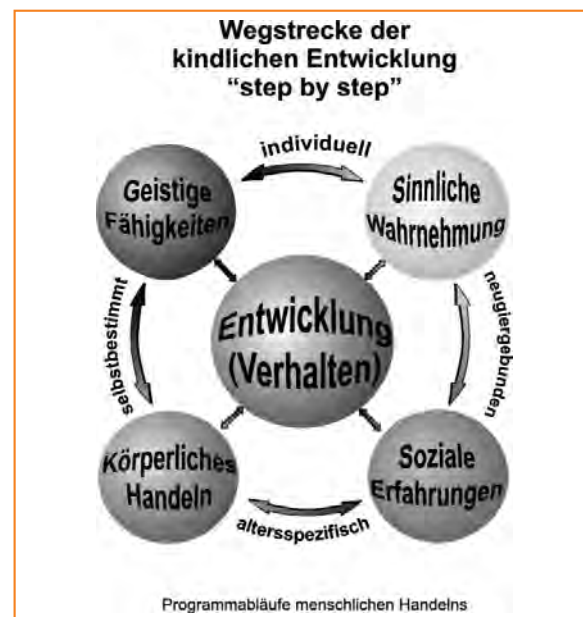 Wegstrecke der
kindlichen Entwicklung
“step by step”
individuell
Geistige
Fähigkeiten
Sinnliche
Wahrnehmung
selbstbestimmt
Entwicklung
(Verhalten)
neugiergebunden
Körperliches
Handeln
Soziale
Erfahrungen
altersspezifisch
Programmabläufe menschlichen Handelns